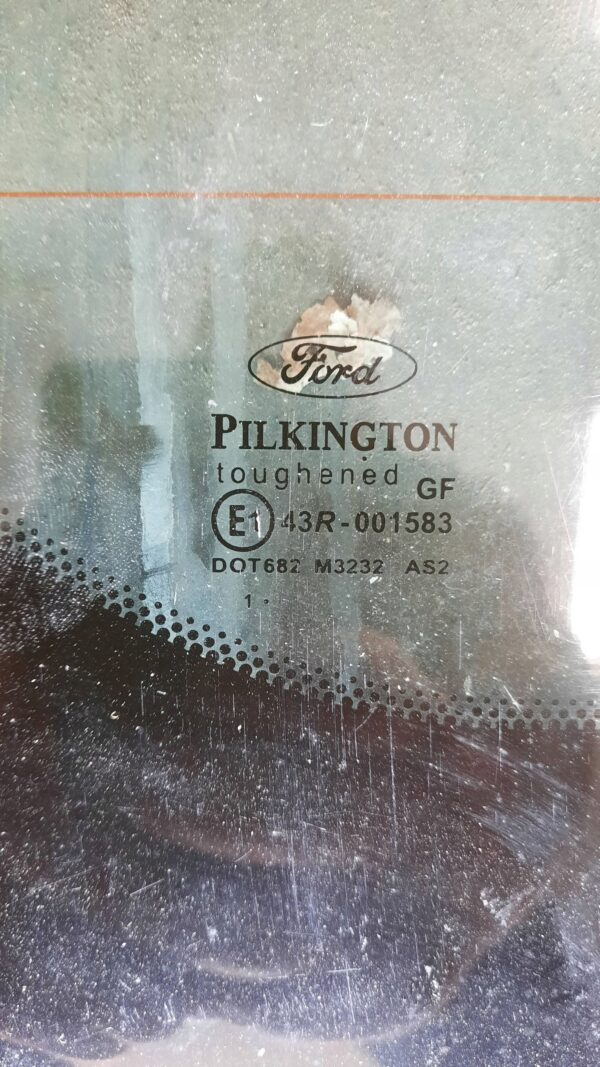 Ford
PILKINGTON
toughened GF
E1 43R-001583
DOT682 M3232 AS2
1 .